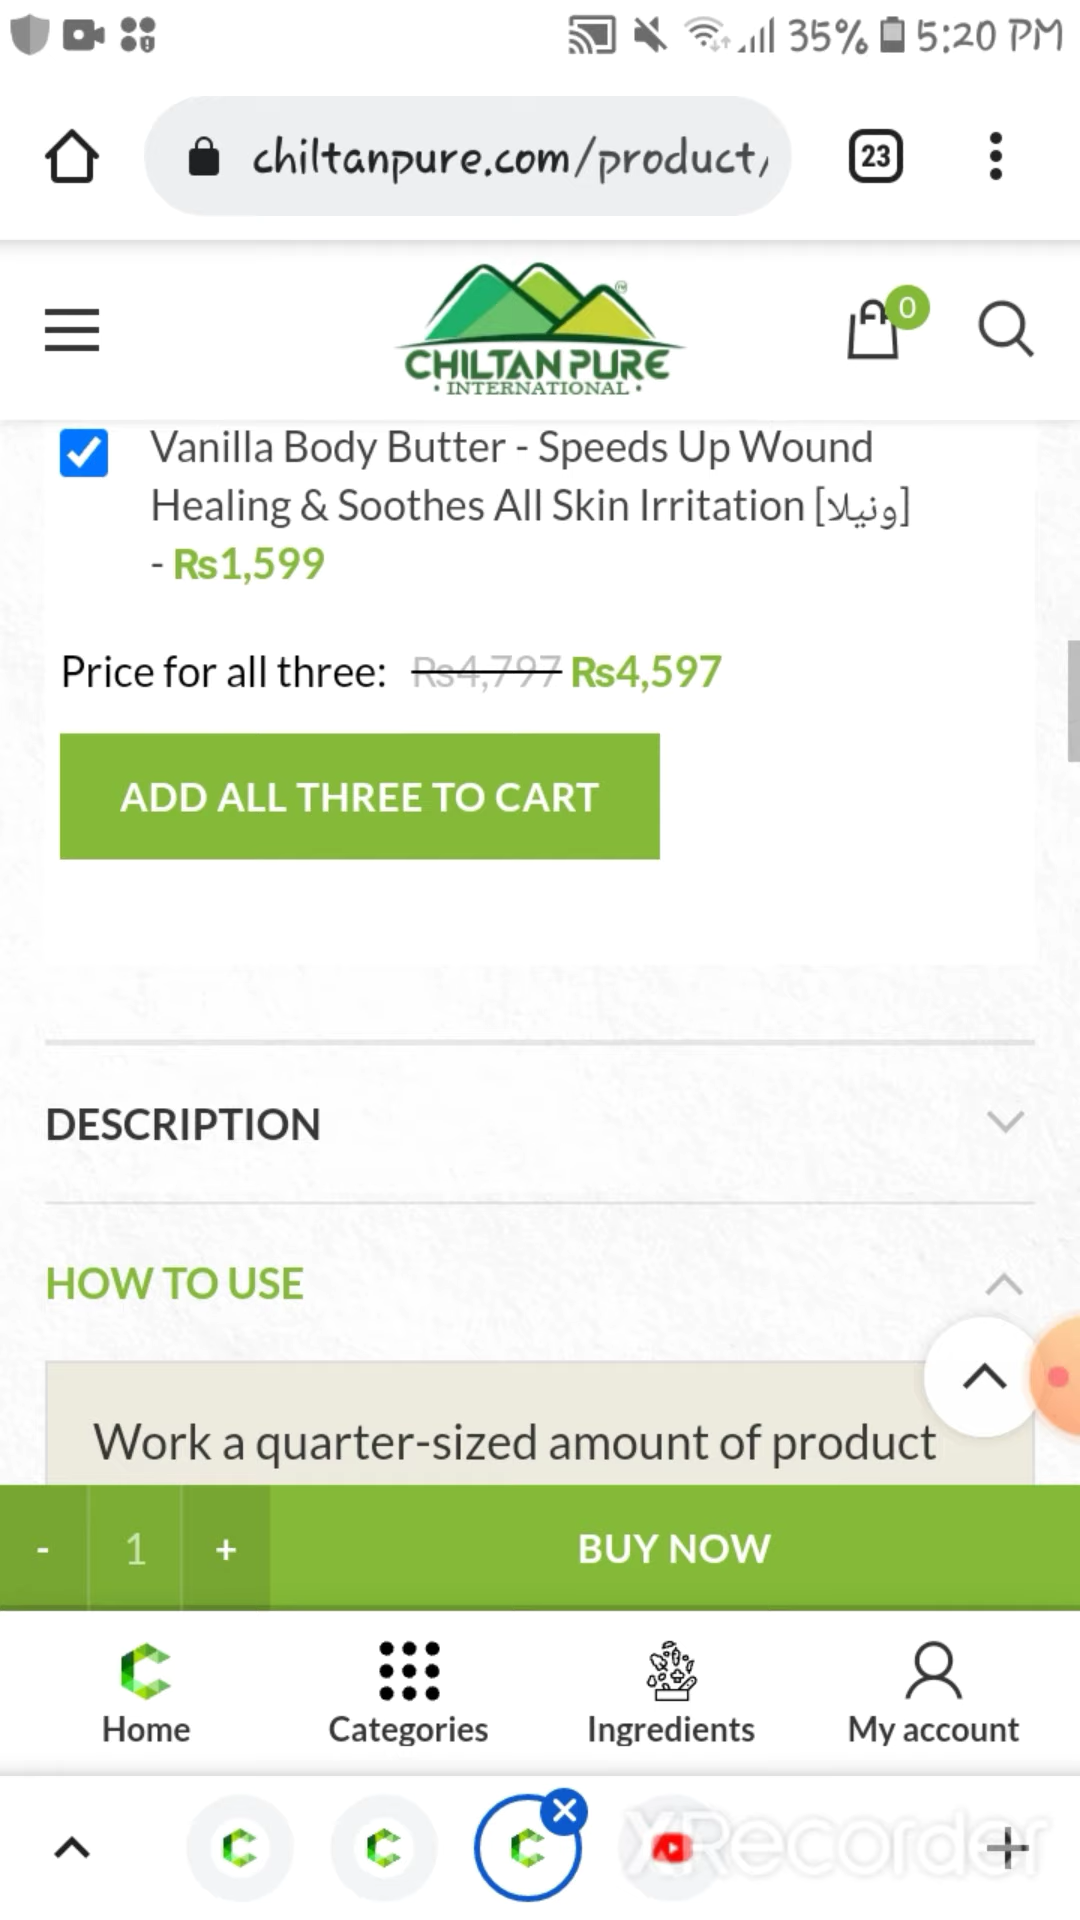 35% 5:20 PM
chiltanpure.com/product/
23
CHILTAN PURE
• INTERNATIONAL •
0
Vanilla Body Butter - Speeds Up Wound
Healing & Soothes All Skin Irritation [ونیلا]
- ₨1,599
Price for all three: ₨4,797 ₨4,597
ADD ALL THREE TO CART
DESCRIPTION
HOW TO USE
Work a quarter-sized amount of product
- 1 + BUY NOW
Home Categories Ingredients My account
XRecorder